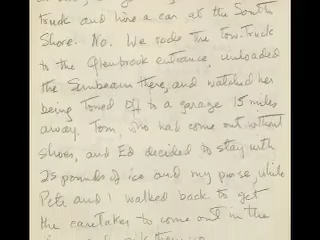 truck and hire a car at the South
Shore. No. We rode the Tow-Truck
to the Glenbrook entrance, unloaded
the Sunbeam there, and watched her
being Towed off to a garage 15 miles
away. Tom, who had come out without
shoes, and Ed decided to stay with
25 pounds of ice and my purse, while
Pete and I walked back to get
the caretaker to come out in the